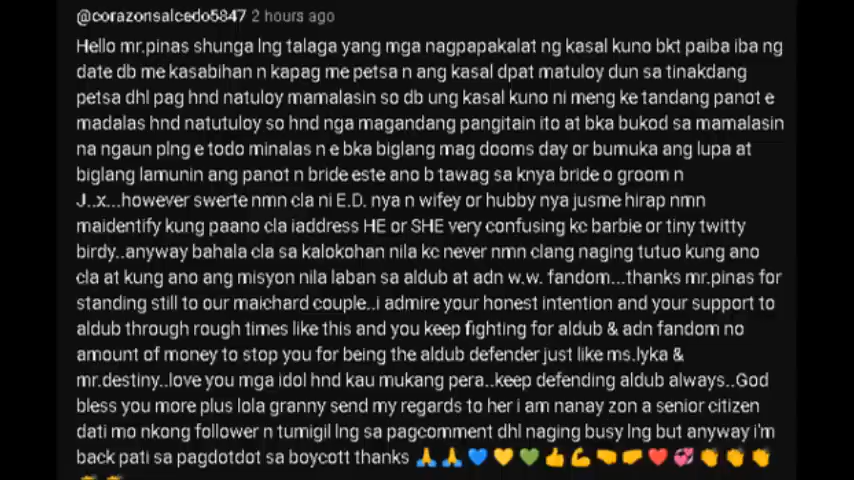 @corazonsalcedo5847 2 hours ago
Hello mr.pinas shunga lng talaga yang mga nagpapakalat ng kasal kuno bkt paiba iba ng
date db me kasabihan n kapag me petsa n ang kasal dpat matuloy dun sa tinakdang
petsa dhl pag hnd natuloy mamalasin so db ung kasal kuno ni meng ke tandang panot e
madalas hnd natutuloy so hnd nga magandang pangitain ito at bka bukod sa mamalasin
na ngaun plng e todo minalas n e bka biglang mag dooms day or bumuka ang lupa at
biglang lamunin ang panot n bride este ano b tawag sa knya bride o groom n
J..x...however swerte nmn cla ni E.D. nya n wifey or hubby nya jusme hirap nmn
maidentify kung paano cla iaddress HE or SHE very confusing kc barbie or tiny twitty
birdy..anyway bahala cla sa kalokohan nila kc never nmn clang naging tutuo kung ano
cla at kung ano ang misyon nila laban sa aldub at adn w.w. fandom...thanks mr.pinas for
standing still to our maichard couple..i admire your honest intention and your support to
aldub through rough times like this and you keep fighting for aldub & adn fandom no
amount of money to stop you for being the aldub defender just like ms.lyka &
mr.destiny..love you mga idol hnd kau mukang pera..keep defending aldub always..God
bless you more plus lola granny send my regards to her i am nanay zon a senior citizen
dati mo nkong follower n tumigil lng sa pagcomment dhl naging busy lng but anyway i'm
back pati sa pagdotdot sa boycott thanks 🙏🙏💙💛💚👍💪👊🤛❤️💞👏👏👏